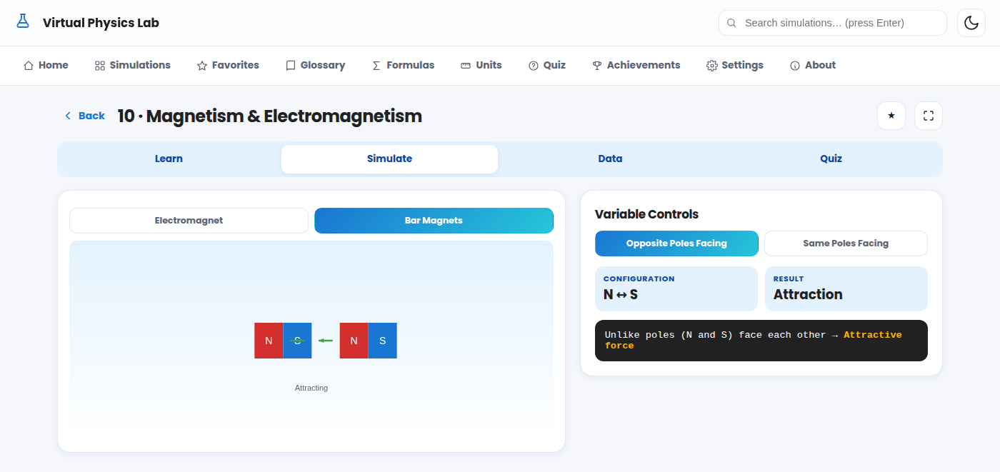 Virtual Physics Lab
Search simulations… (press Enter)
Home Simulations Favorites Glossary Formulas Units Quiz Achievements Settings About
Back 10 · Magnetism & Electromagnetism
★
Learn Simulate Data Quiz
Electromagnet Bar Magnets
N S N S
Attracting
Variable Controls
Opposite Poles Facing Same Poles Facing
CONFIGURATION
N ↔ S
RESULT
Attraction
Unlike poles (N and S) face each other → Attractive
force